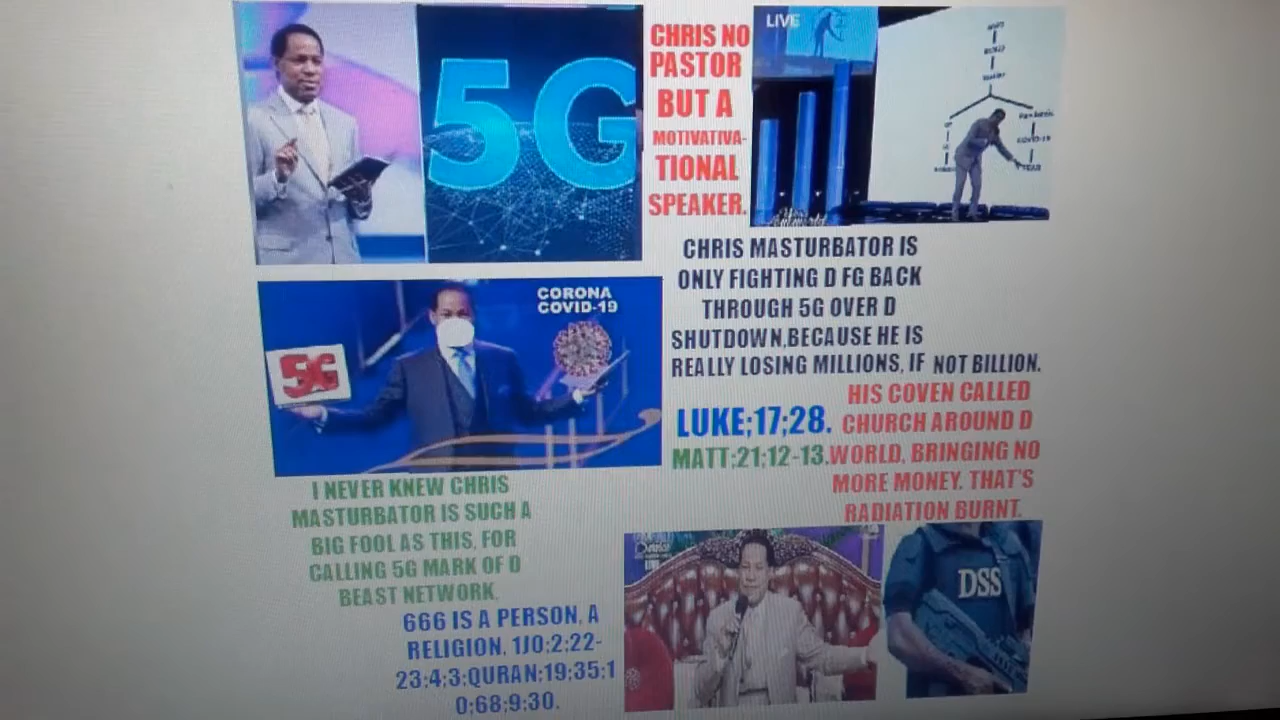 5G
CHRIS NO
PASTOR
BUT A
MOTIVATIVA-
TIONAL
SPEAKER.
LIVE
COVID-19
CHRIS MASTURBATOR IS
ONLY FIGHTING D FG BACK
THROUGH 5G OVER D
SHUTDOWN,BECAUSE HE IS
REALLY LOSING MILLIONS, IF NOT BILLION.
5G
CORONA
COVID-19
HIS COVEN CALLED
CHURCH AROUND D
WORLD, BRINGING NO
MORE MONEY. THAT'S
RADIATION BURNT.
LUKE;17;28.
MATT;21;12-13.
I NEVER KNEW CHRIS
MASTURBATOR IS SUCH A
BIG FOOL AS THIS, FOR
CALLING 5G MARK OF D
BEAST NETWORK.
666 IS A PERSON, A
RELIGION, 1JO;2;22-
23;4;3;QURAN;19;35;1
0;68;9;30.
LIVE
DSS